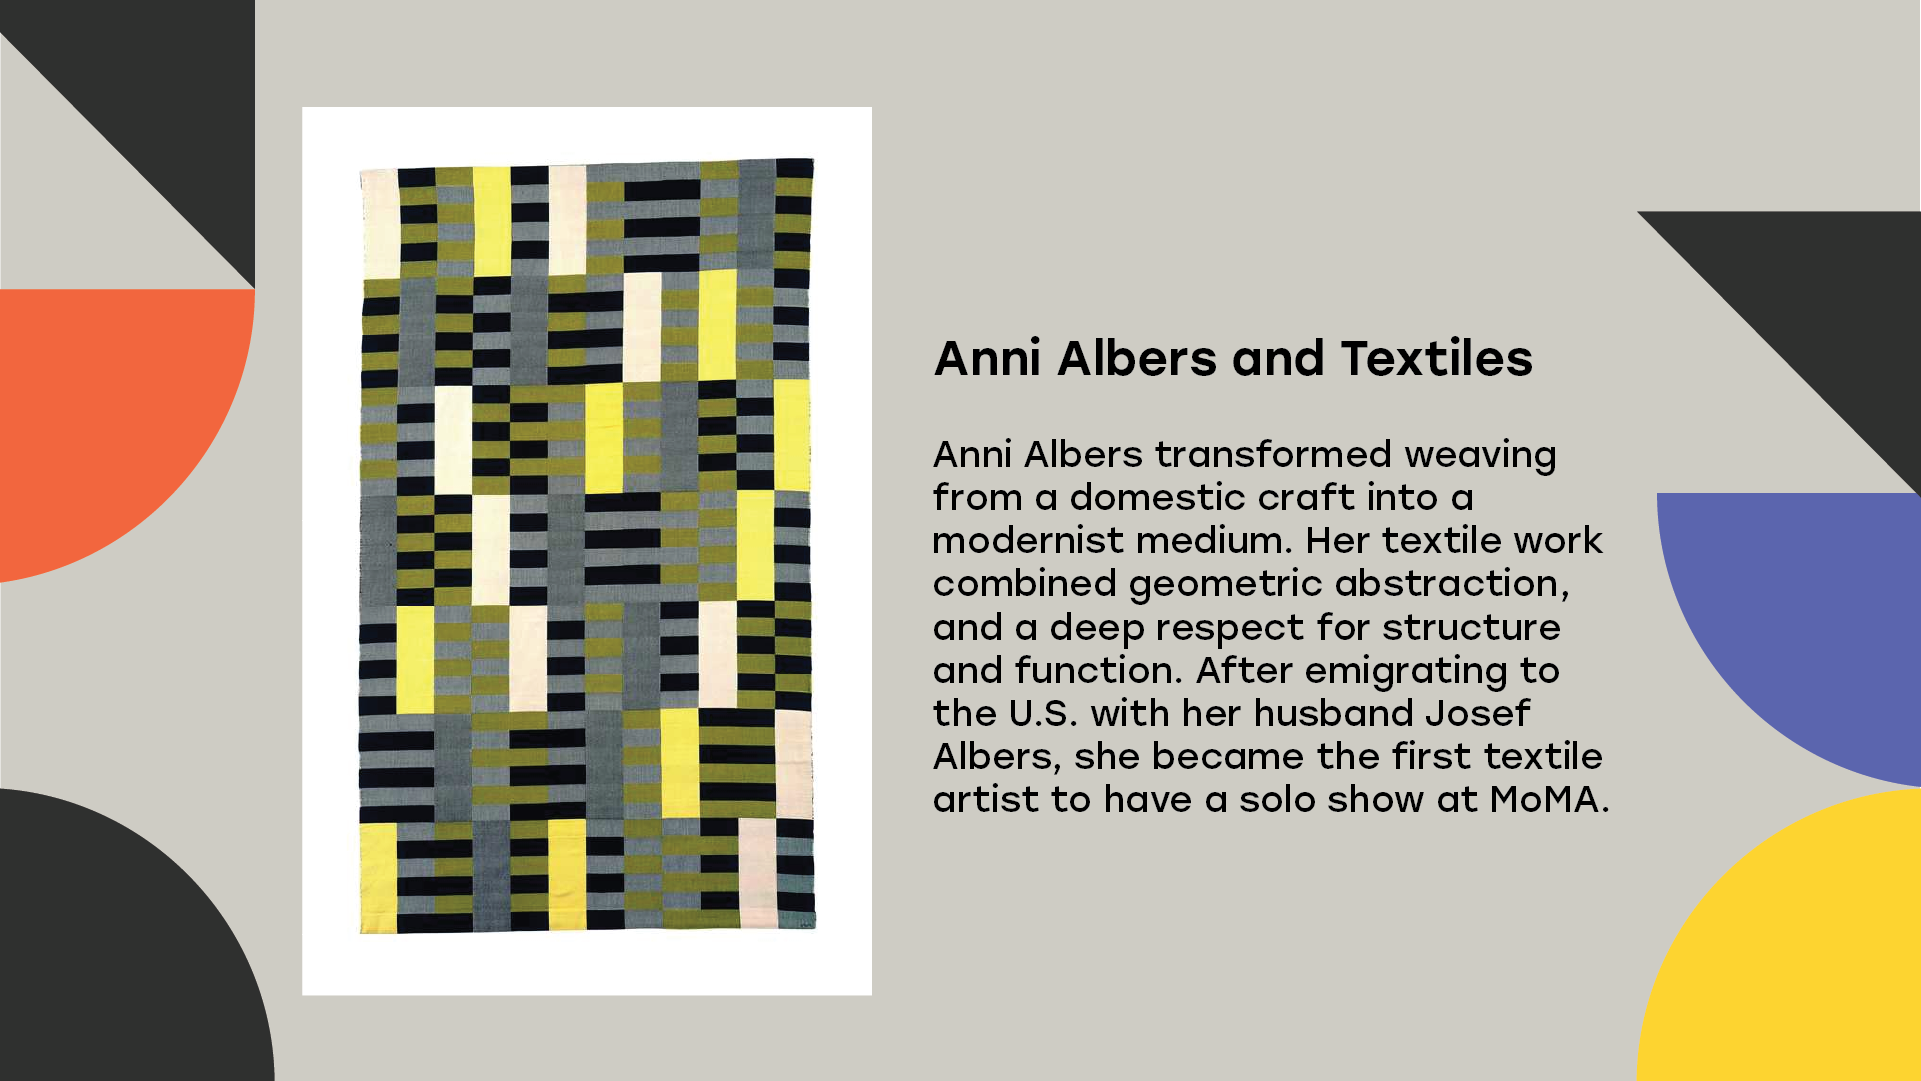 Anni Albers and Textiles
Anni Albers transformed weaving
from a domestic craft into a
modernist medium. Her textile work
combined geometric abstraction,
and a deep respect for structure
and function. After emigrating to
the U.S. with her husband Josef
Albers, she became the first textile
artist to have a solo show at MoMA.